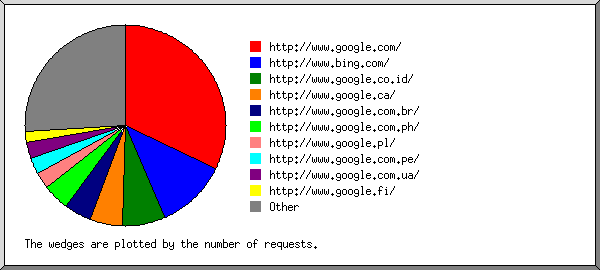 http://www.google.com/
http://www.bing.com/
http://www.google.co.id/
http://www.google.ca/
http://www.google.com.br/
http://www.google.com.ph/
http://www.google.pl/
http://www.google.com.pe/
http://www.google.com.ua/
http://www.google.fi/
Other
The wedges are plotted by the number of requests.